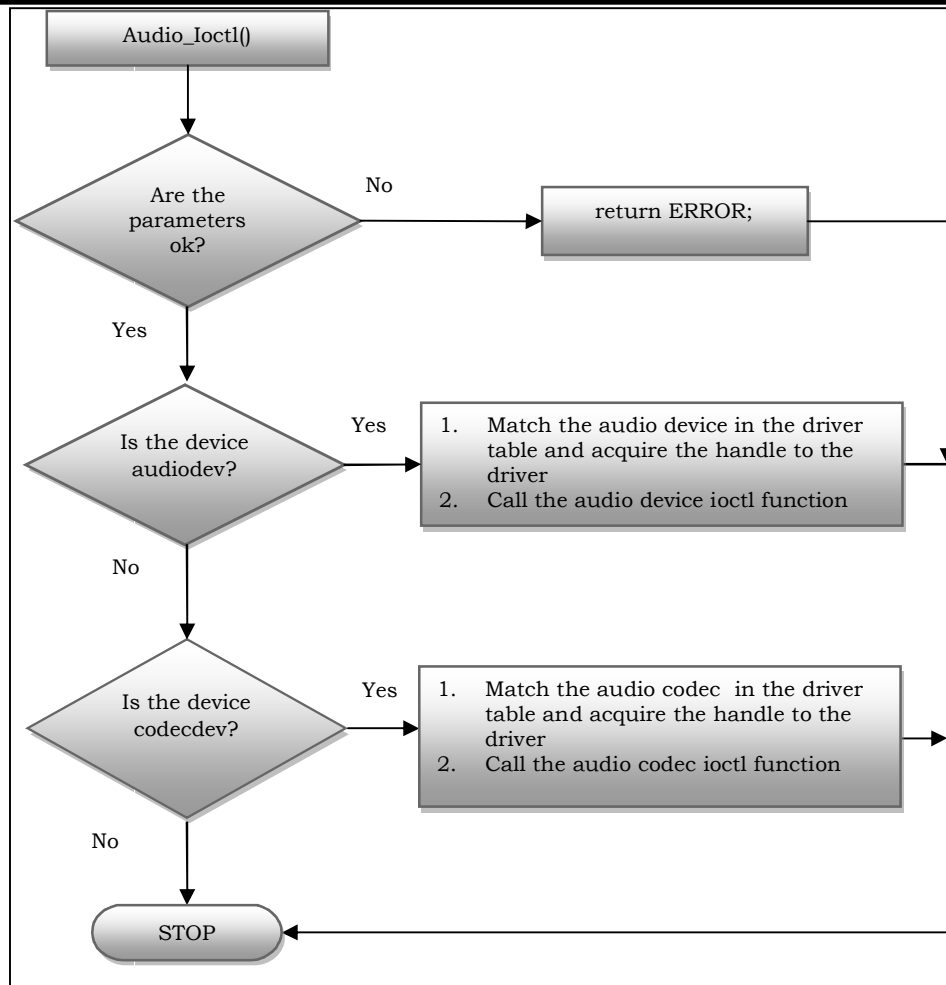 Audio_Ioctl()
Are the
parameters
ok?
No
return ERROR;
Yes
Is the device
audiodev?
Yes
1. Match the audio device in the driver
table and acquire the handle to the
driver
2. Call the audio device ioctl function
No
Is the device
codecdev?
Yes
1. Match the audio codec in the driver
table and acquire the handle to the
driver
2. Call the audio codec ioctl function
No
STOP